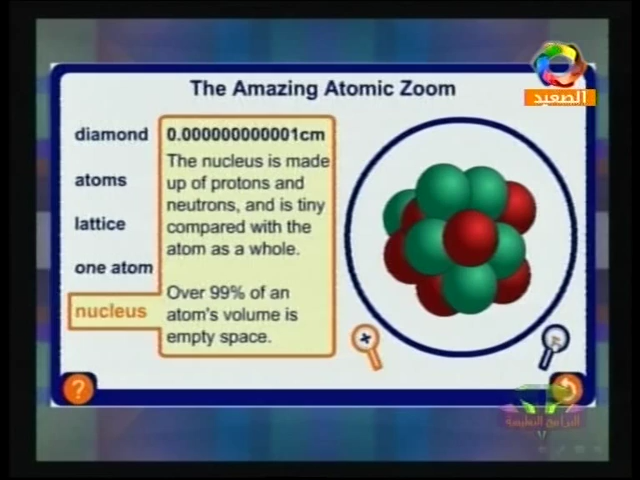 The Amazing Atomic Zoom
الصعيد
diamond
atoms
lattice
one atom
nucleus
0.000000000001cm
The nucleus is made
up of protons and
neutrons, and is tiny
compared with the
atom as a whole.
Over 99% of an
atom's volume is
empty space.
?
البرامج التعليمية